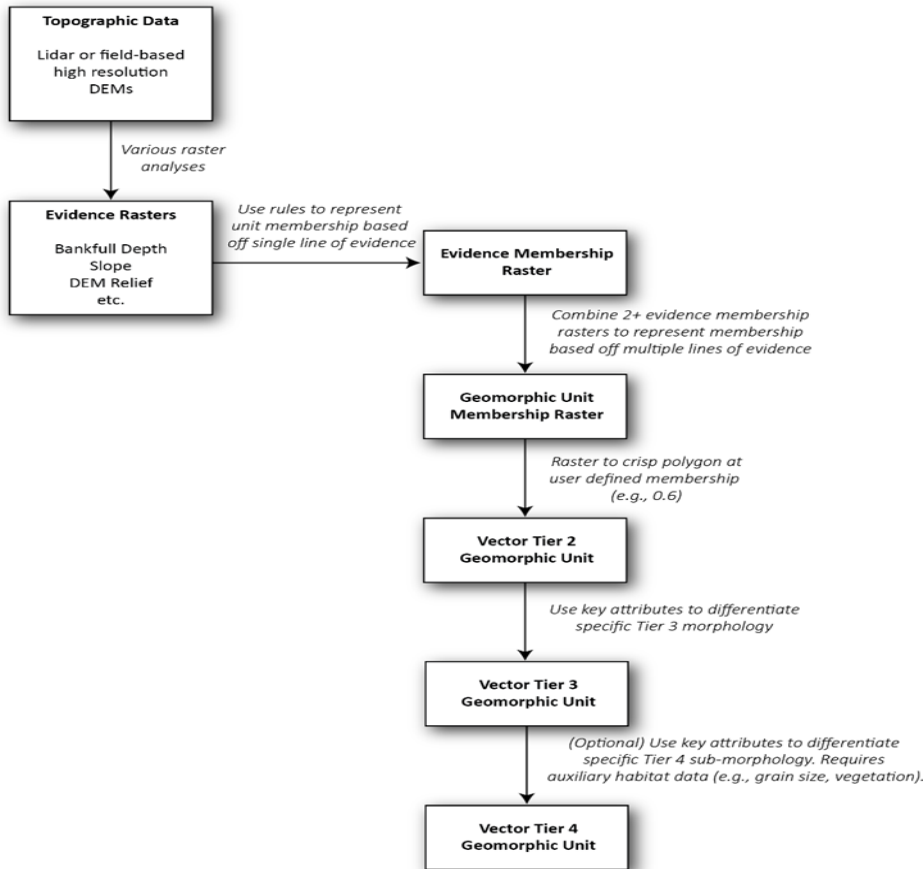 Topographic Data
Lidar or field-based
high resolution
DEMs
Various raster
analyses
Evidence Rasters
Bankfull Depth
Slope
DEM Relief
etc.
Use rules to represent
unit membership based
off single line of evidence
Evidence Membership
Raster
Combine 2+ evidence membership
rasters to represent membership
based off multiple lines of evidence
Geomorphic Unit
Membership Raster
Raster to crisp polygon at
user defined membership
(e.g., 0.6)
Vector Tier 2
Geomorphic Unit
Use key attributes to differentiate
specific Tier 3 morphology
Vector Tier 3
Geomorphic Unit
(Optional) Use key attributes to differentiate
specific Tier 4 sub-morphology. Requires
auxiliary habitat data (e.g., grain size, vegetation).
Vector Tier 4
Geomorphic Unit